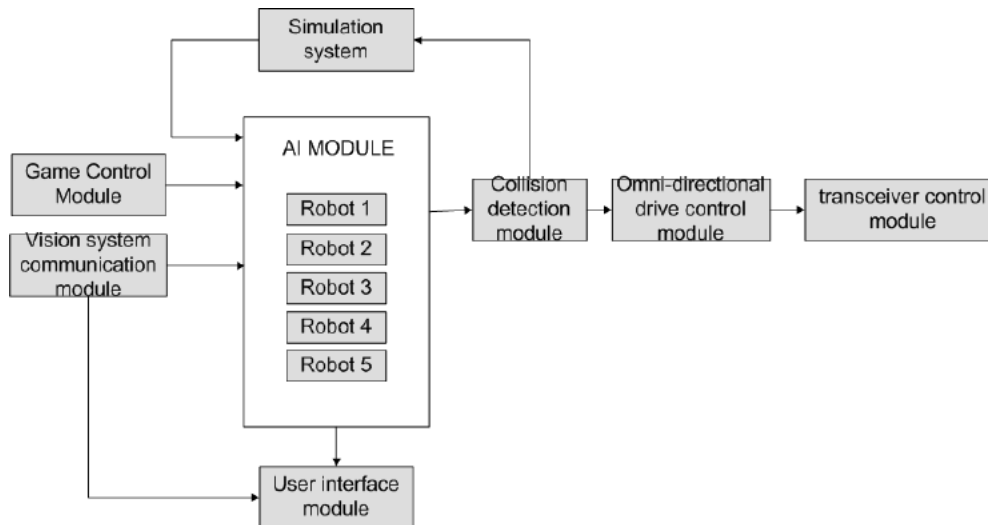 Simulation
system
AI MODULE
Game Control
Module
Vision system
communication
module
Robot 1
Robot 2
Robot 3
Robot 4
Robot 5
Collision
detection
module
Omni-directional
drive control
module
transceiver control
module
User interface
module